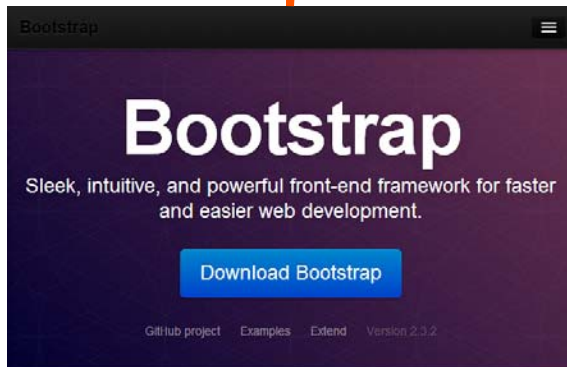 Bootstrap
Bootstrap
Sleek, intuitive, and powerful front-end framework for faster
and easier web development.
Download Bootstrap
GitHub project Examples Extend Version 2.3.2